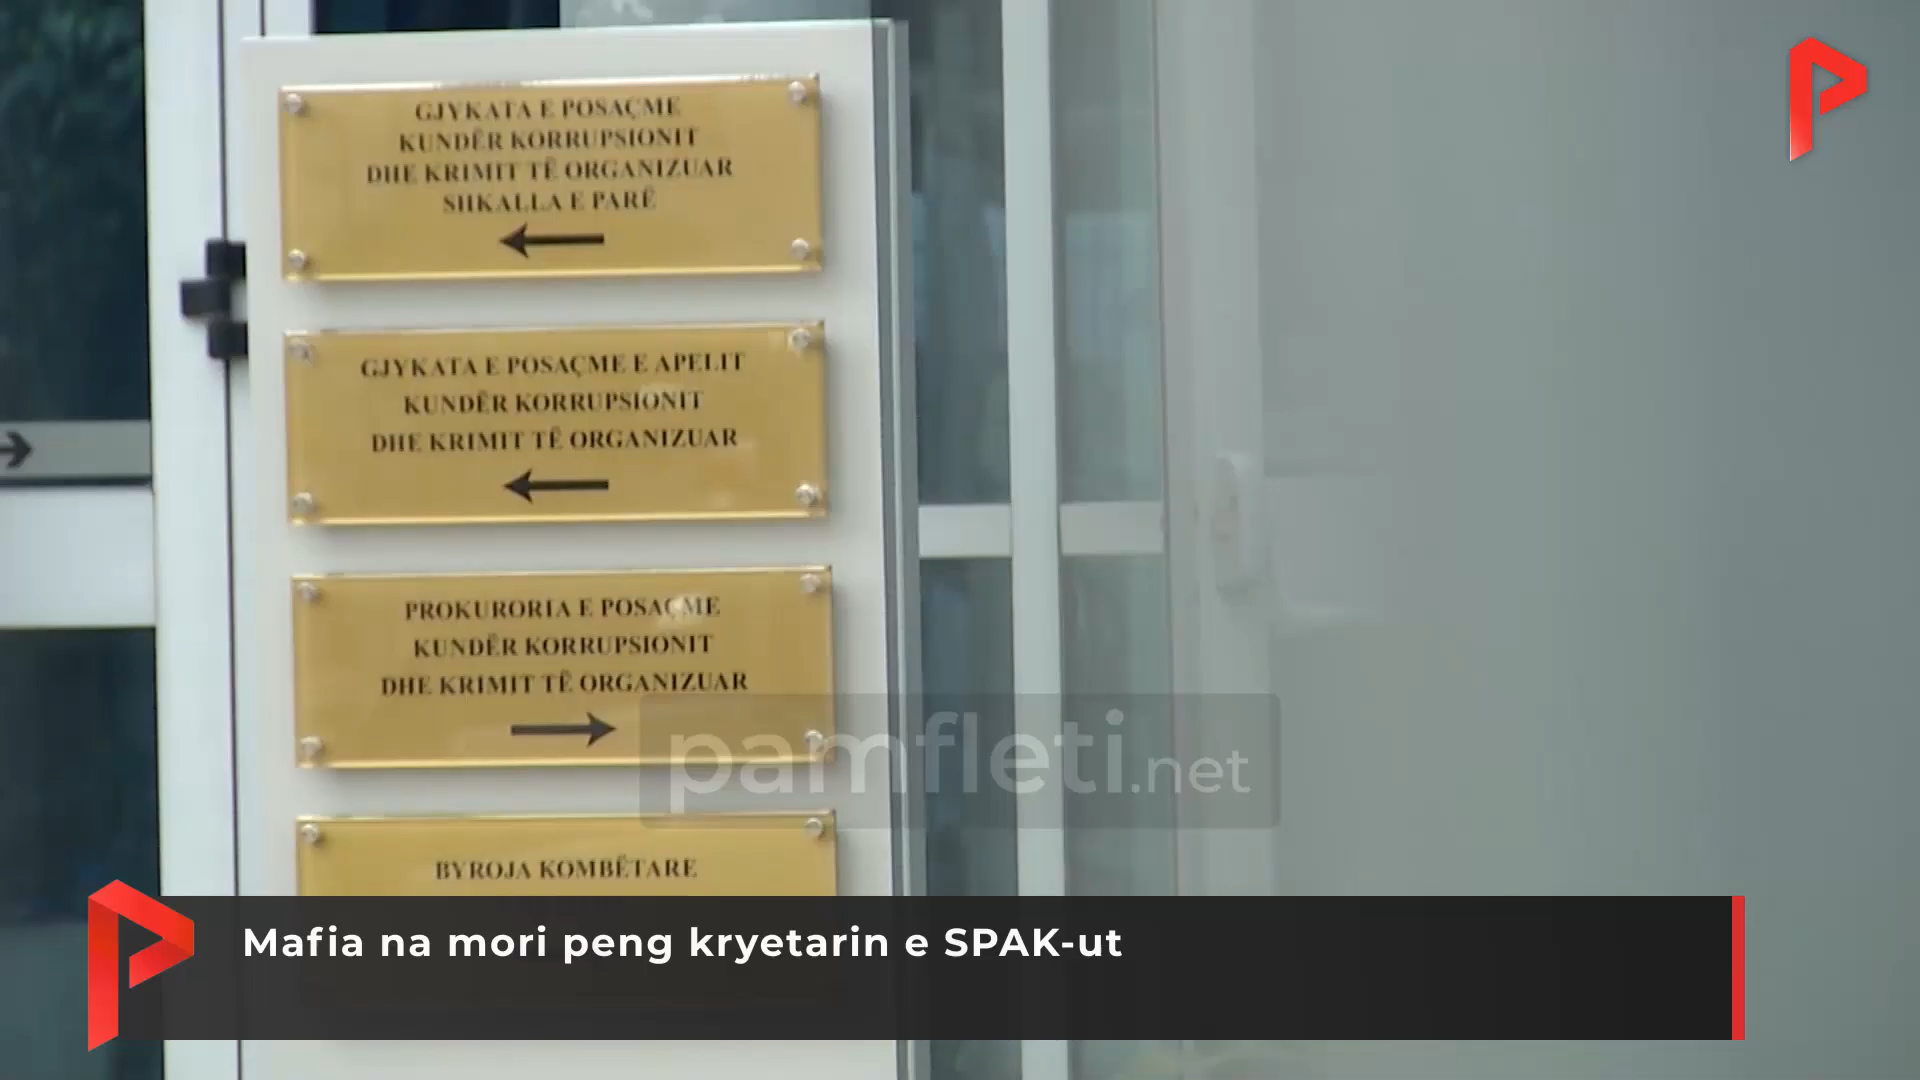 GJYKATA E POSAÇME
KUNDËR KORRUPSIONIT
DHE KRIMIT TË ORGANIZUAR
SHKALLA E PARË
GJYKATA E POSAÇME E APELIT
KUNDËR KORRUPSIONIT
DHE KRIMIT TË ORGANIZUAR
PROKURORIA E POSAÇME
KUNDËR KORRUPSIONIT
DHE KRIMIT TË ORGANIZUAR
pamfleti.net
BYROJA KOMBËTARE
Mafia na mori peng kryetarin e SPAK-ut